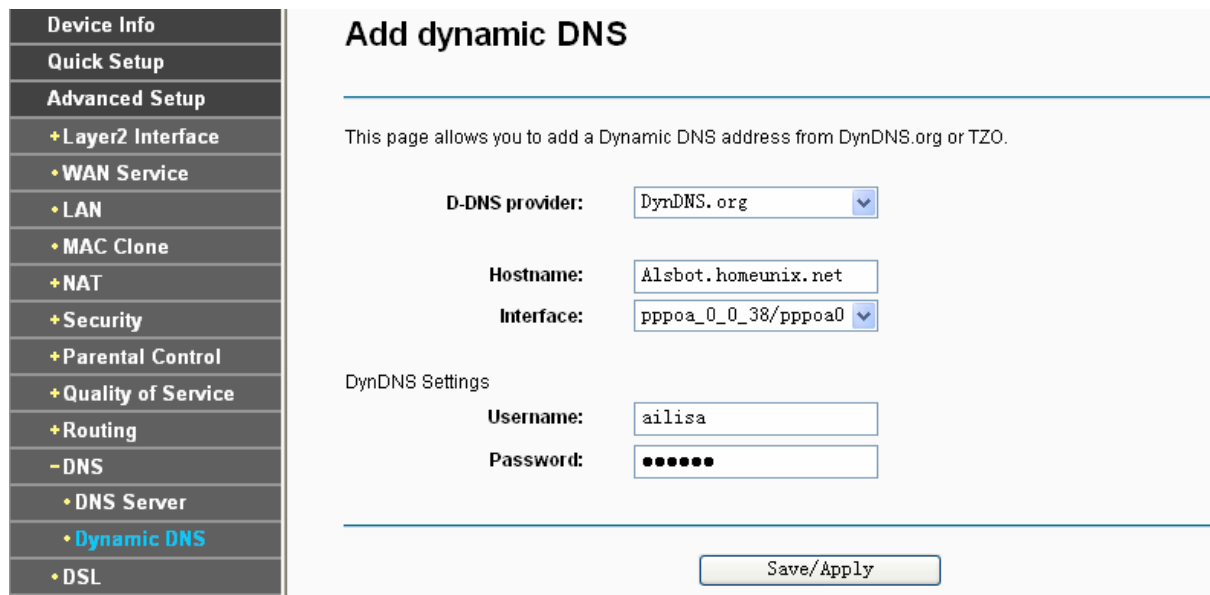 Device Info
Quick Setup
Advanced Setup
+Layer2 Interface
•WAN Service
•LAN
•MAC Clone
+NAT
+Security
+Parental Control
+Quality of Service
+Routing
−DNS
•DNS Server
•Dynamic DNS
•DSL
Add dynamic DNS
This page allows you to add a Dynamic DNS address from DynDNS.org or TZO.
D-DNS provider: DynDNS.org
Hostname: Alsbot.homeunix.net
Interface: pppoa_0_0_38/pppoa0
DynDNS Settings
Username: ailisa
Password: ●●●●●●
Save/Apply